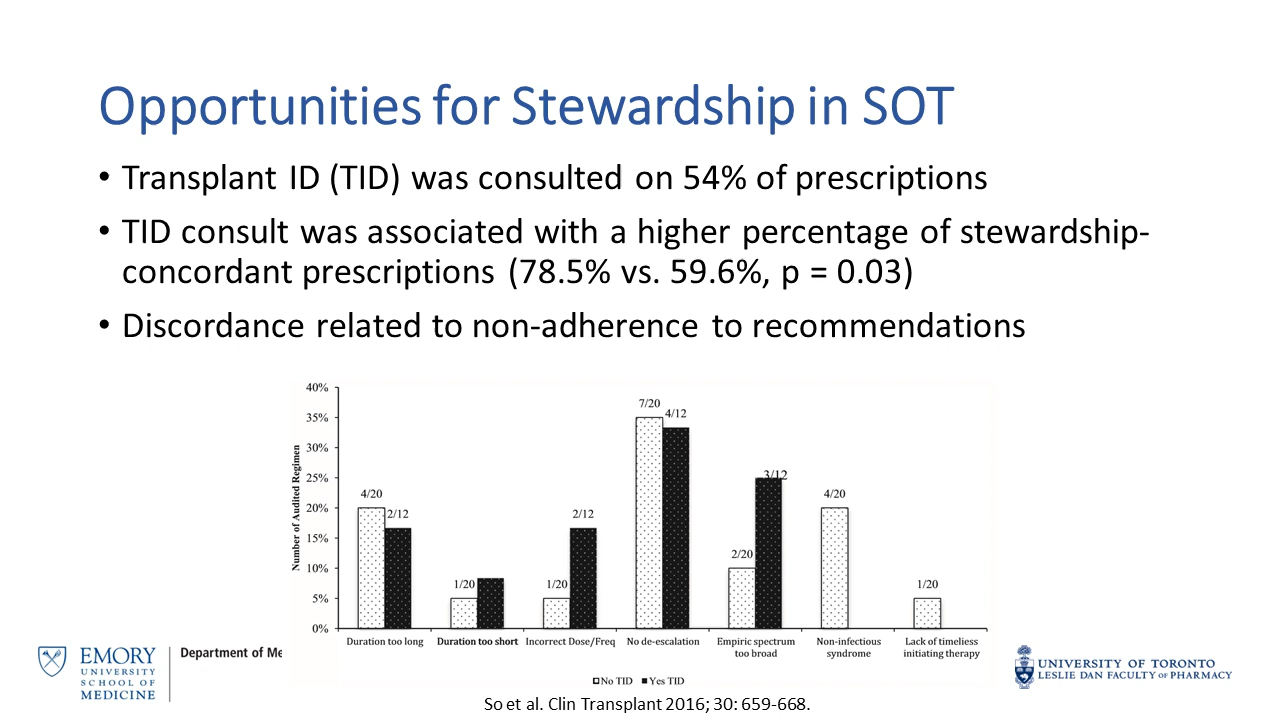 Opportunities for Stewardship in SOT
• Transplant ID (TID) was consulted on 54% of prescriptions
• TID consult was associated with a higher percentage of stewardship-
concordant prescriptions (78.5% vs. 59.6%, p = 0.03)
• Discordance related to non-adherence to recommendations
Number of Audited Regimen
40%
35%
30%
25%
20%
15%
10%
5%
0%
4/20
2/12
1/20
1/20
2/12
7/20
4/12
2/20
3/12
4/20
1/20
Duration too long
Duration too short
Incorrect Dose/Freq
No de-escalation
Empiric spectrum
too broad
Non-infectious
syndrome
Lack of timeliess
initiating therapy
No TID
Yes TID
EMORY
UNIVERSITY
SCHOOL OF
MEDICINE
Department of Me
So et al. Clin Transplant 2016; 30: 659-668.
UNIVERSITY OF TORONTO
LESLIE DAN FACULTY OF PHARMACY